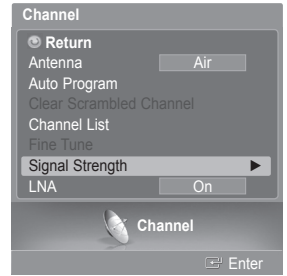 Channel
Return
Antenna Air
Auto Program
Clear Scrambled Channel
Channel List
Fine Tune
Signal Strength ►
LNA On
Channel
Enter